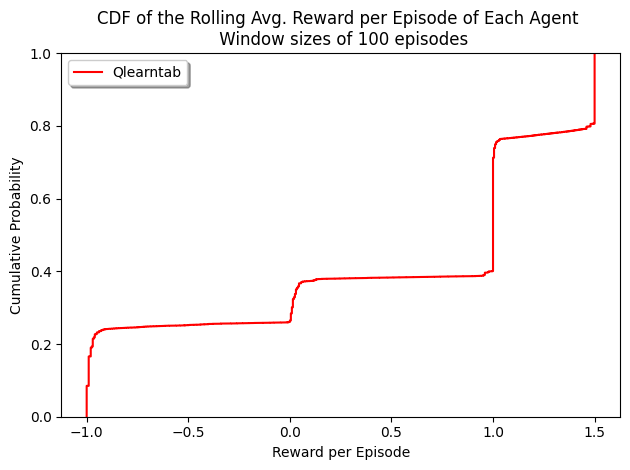 CDF of the Rolling Avg. Reward per Episode of Each Agent
Window sizes of 100 episodes
Qlearntab
Cumulative Probability
1.0
0.8
0.6
0.4
0.2
0.0
−1.0 −0.5 0.0 0.5 1.0 1.5
Reward per Episode